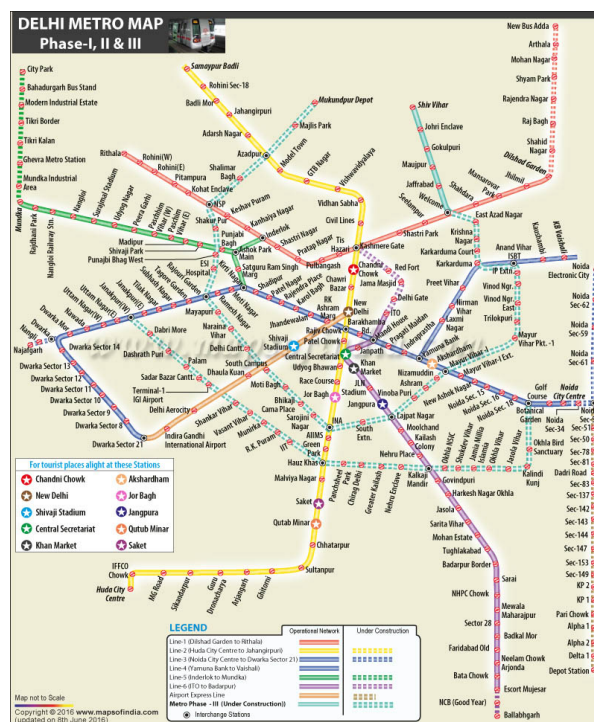 DELHI METRO MAP
Phase-I, II & III
New Bus Adda
Arthala
Mohan Nagar
Shyam Park
Rajendra Nagar
Raj Bagh
Shahid
Nagar
Dilshad Garden
Jhilmil
Mansarovar
Park
Shahdara
Welcome
Seelampur
Shastri Park
Kashmere Gate
Tis
Hazari
Pulbangash
Pratap Nagar
Shastri Nagar
Inderlok
Kanhaiya Nagar
Keshav Puram
NSP
Kohat Enclave
Pitampura
Rohini(E)
Rohini(W)
Rithala
City Park
Bahadurgarh Bus Stand
Modern Industrial Estate
Tikri Border
Tikri Kalan
Ghevra Metro Station
Mundka Industrial
Area
Mundka
Rajdhani Park
Nangloi Railway Stn.
Nangloi
Surajmal Stadium
Udyog Nagar
Peera Garhi
Paschim
Vihar (W)
Paschim
Vihar (E)
Madipur
Shivaji Park
Punjabi Bagh West
Ashok Park
Main
Satguru Ram Singh
Marg
Kirti Nagar
Samaypur Badli
Rohini Sec-18
Badli Mor
Jahangirpuri
Adarsh Nagar
Azadpur
Model Town
GTB Nagar
Vishwavidyalaya
Vidhan Sabha
Civil Lines
Chandni
Chowk
Chawri
Bazar
New
Delhi
Rajiv Chowk
Patel Chowk
Central Secretariat
Udyog Bhawan
Race Course
Jor Bagh
INA
AIIMS
Green
Park
Hauz Khas
Malviya Nagar
Saket
Qutub Minar
Chhatarpur
Sultanpur
Ghitorni
Arjangarh
Guru
Dronacharya
Sikandarpur
MG Road
IFFCO
Chowk
Huda City
Centre
Mukundpur Depot
Majlis Park
Shalimar
Bagh
Shakur Pur
Punjabi
Bagh
ESI
Hospital
Rajouri Garden
Mayapuri
Naraina
Vihar
Delhi Cantt.
South Campus
Moti Bagh
Bhikaji
Cama Place
Sarojini
Nagar
South
Extn.
Lajpat Nagar
Vinoba Puri
Ashram
Nizamuddin
Mayur Vihar-I
Mayur Vihar-I Ext.
Mayur
Vihar Pkt. -1
East
Trilokpuri
Vinod Ngr.
Vinod Ngr.
IP Extn.
Anand Vihar
ISBT
Karkarduma
Karkarduma Court
Krishna
Nagar
East Azad Nagar
Jaffrabad
Maujpur
Gokulpuri
Johri Enclave
Shiv Vihar
Kaushambi
KB Vaishali
Preet Vihar
Nirman
Vihar
Laxmi
Nagar
Yamuna Bank
Akshardham
Indraprastha
Pragati Maidan
Mandi House
Barakhamba
Rd.
RK
Ashram
Marg
Jhandewalan
Karol Bagh
Rajendra Place
Patel Nagar
Shadipur
Moti Nagar
Ramesh Nagar
Tagore Garden
Subhash Nagar
Tilak Nagar
Janakpuri(E)
Janakpuri(W)
Uttam Nagar(E)
Uttam Nagar(W)
Nawada
Dwarka Mor
Dwarka
Nangli
Najafgarh
Dwarka Sector 14
Dwarka Sector 13
Dwarka Sector 12
Dwarka Sector 11
Dwarka Sector 10
Dwarka Sector 9
Dwarka Sector 8
Dwarka Sector 21
Indira Gandhi
International Airport
Delhi Aerocity
Dhaula Kuan
Shivaji
Stadium
Dabri More
Dashrath Puri
Palam
Sadar Bazar Cantt.
Terminal-1
IGI Airport
Shankar Vihar
Vasant Vihar
Munirka
R.K. Puram
IIT
Panchsheel
Park
Chirag Delhi
Greater Kailash
Nehru Enclave
Kalkaji
Mandir
Okhla NSIC
Sukhdev Vihar
Jamia Millia
Islamia
Okhla Vihar
Jasola Vihar
Kalindi
Kunj
Okhla Bird
Sanctuary
Botanical
Garden
Golf
Course
Noida
City Centre
New Ashok Nagar
Noida Sec. 15
Noida Sec. 16
Noida Sec. 18
Red Fort
Jama Masjid
Delhi Gate
ITO
Janpath
Khan
Market
JLN
Stadium
Jangpura
Moolchand
Kailash
Colony
Nehru Place
Govindpuri
Harkesh Nagar Okhla
Jasola
Sarita Vihar
Mohan Estate
Tughlakabad
Badarpur Border
Sarai
NHPC Chowk
Mewala
Maharajpur
Sector 28
Badkal Mor
Faridabad Old
Neelam Chowk
Arjonda
Bata Chowk
Escort Mujesar
NCB (Good Year)
Ballabhgarh
Noida
Electronic City
Noida
Sec-62
Noida
Sec-59
Noida
Sec-61
Noida
Sec-34
Noida
Sec-51
Sec-50
Sec-78
Sec-81
Dadri Road
Sec-83
Sec-137
Sec-142
Sec-143
Sec-144
Sec-147
Sec-153
Sec-149
KP 2
KP 1
Pari Chowk
Alpha 1
Alpha 2
Delta 1
Depot Station
For tourist places alight at these Stations
Chandni Chowk
Akshardham
New Delhi
Jor Bagh
Shivaji Stadium
Jangpura
Central Secretariat
Qutub Minar
Khan Market
Saket
LEGEND
Operational Network
Under Construction
Line-1 (Dilshad Garden to Rithala)
Line-2 (Huda City Centre to Jahangirpuri)
Line-3 (Noida City Centre to Dwarka Sector 21)
Line-4 (Yamuna Bank to Vaishali)
Line-5 (Inderlok to Mundka)
Line-6 (ITO to Badarpur)
Airport Express Line
Metro Phase - III (Under Construction))
Interchange Stations
Map not to Scale
Copyright © 2016 www.mapsofindia.com
(updated on 8th June 2016)